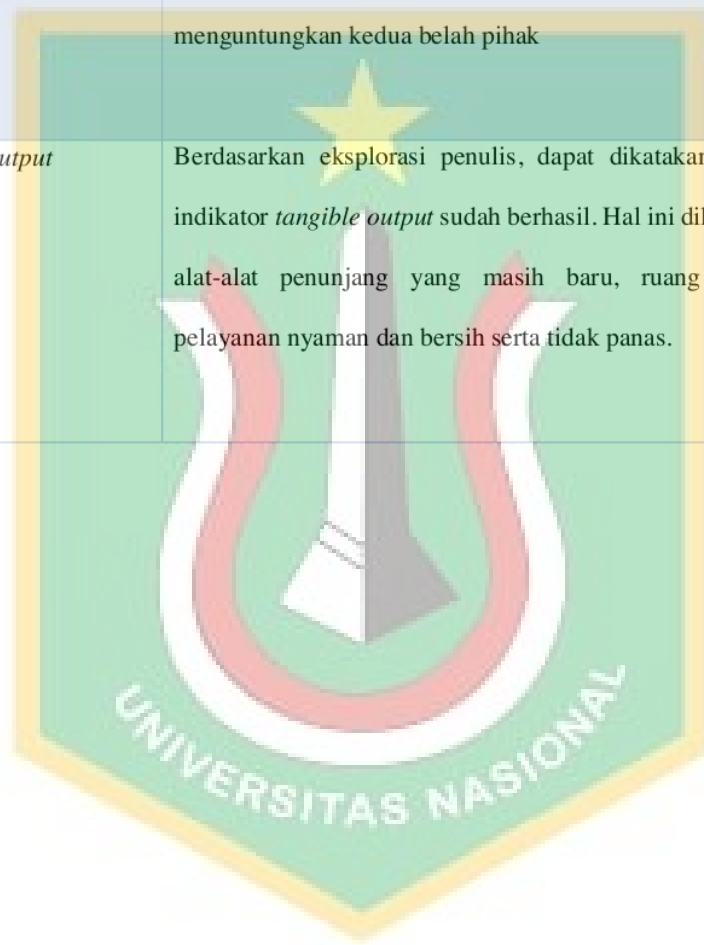 menguntungkan kedua belah pihak
utput
Berdasarkan eksplorasi penulis, dapat dikatakan
indikator tangible output sudah berhasil. Hal ini
alat-alat penunjang yang masih baru, ruang
pelayanan nyaman dan bersih serta tidak panas.
UNIVERSITAS NASIONAL